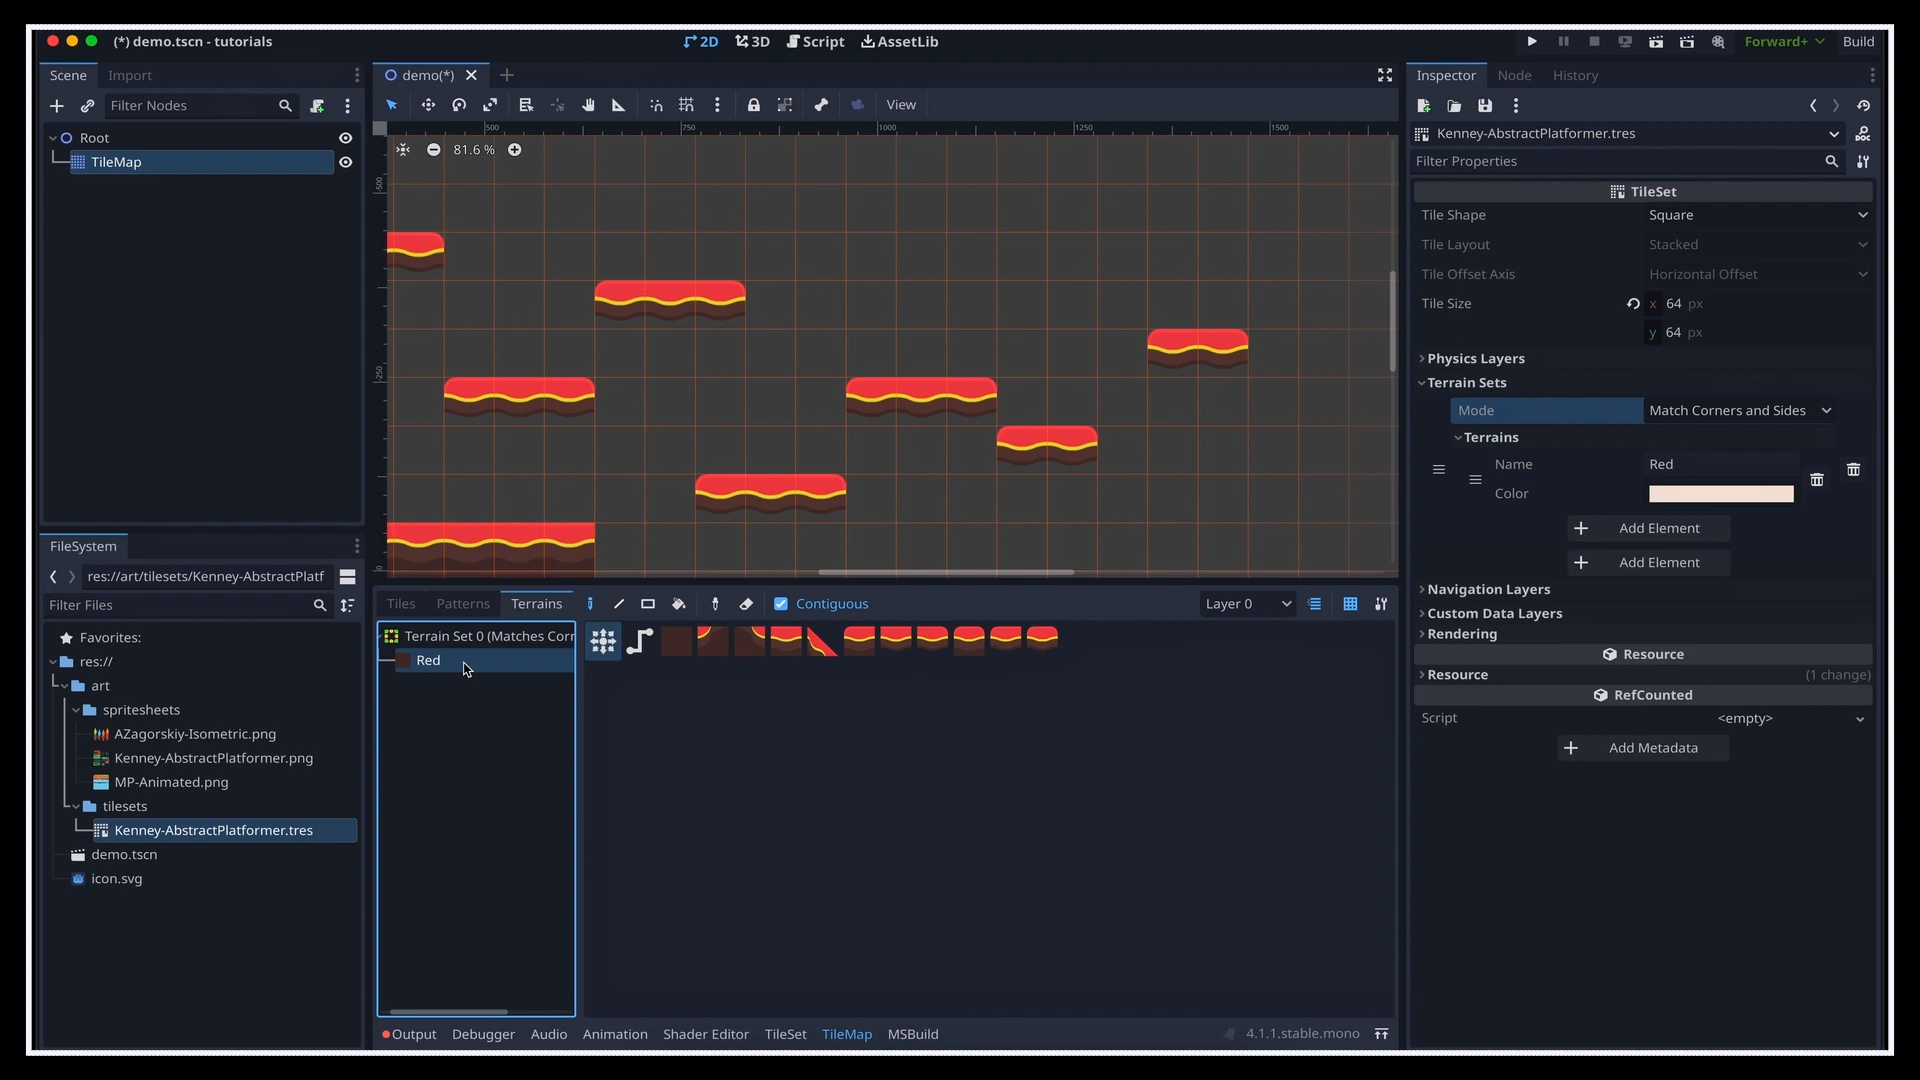 (*) demo.tscn - tutorials
2D 3D Script AssetLib
Forward+ Build
Scene Import
Filter Nodes
Root
TileMap
demo(*)
View
500 750 1000 1250 1500
81.6 %
-500
-250
0
FileSystem
res://art/tilesets/Kenney-AbstractPlatf
Filter Files
Favorites:
res://
art
spritesheets
AZagorskiy-Isometric.png
Kenney-AbstractPlatformer.png
MP-Animated.png
tilesets
Kenney-AbstractPlatformer.tres
demo.tscn
icon.svg
Tiles Patterns Terrains Contiguous Layer 0
Terrain Set 0 (Matches Corr
Red
Output Debugger Audio Animation Shader Editor TileSet TileMap MSBuild 4.1.1.stable.mono
Inspector Node History
Kenney-AbstractPlatformer.tres
Filter Properties
TileSet
Tile Shape Square
Tile Layout Stacked
Tile Offset Axis Horizontal Offset
Tile Size x 64 px
y 64 px
Physics Layers
Terrain Sets
Mode Match Corners and Sides
Terrains
Name Red
Color
Add Element
Add Element
Navigation Layers
Custom Data Layers
Rendering
Resource
Resource (1 change)
RefCounted
Script <empty>
Add Metadata